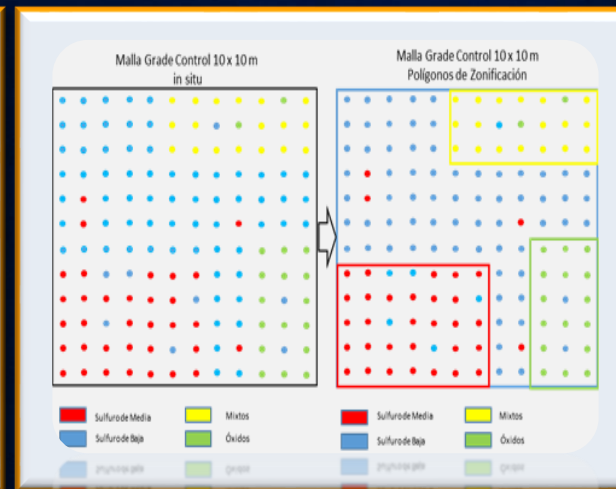 Malla Grade Control 10 x 10 m
in situ
Malla Grade Control 10 x 10 m
Polígonos de Zonificación
Sulfuro de Media
Mixtos
Sulfuro de Baja
Óxidos
Sulfuro de Media
Mixtos
Sulfuro de Baja
Óxidos